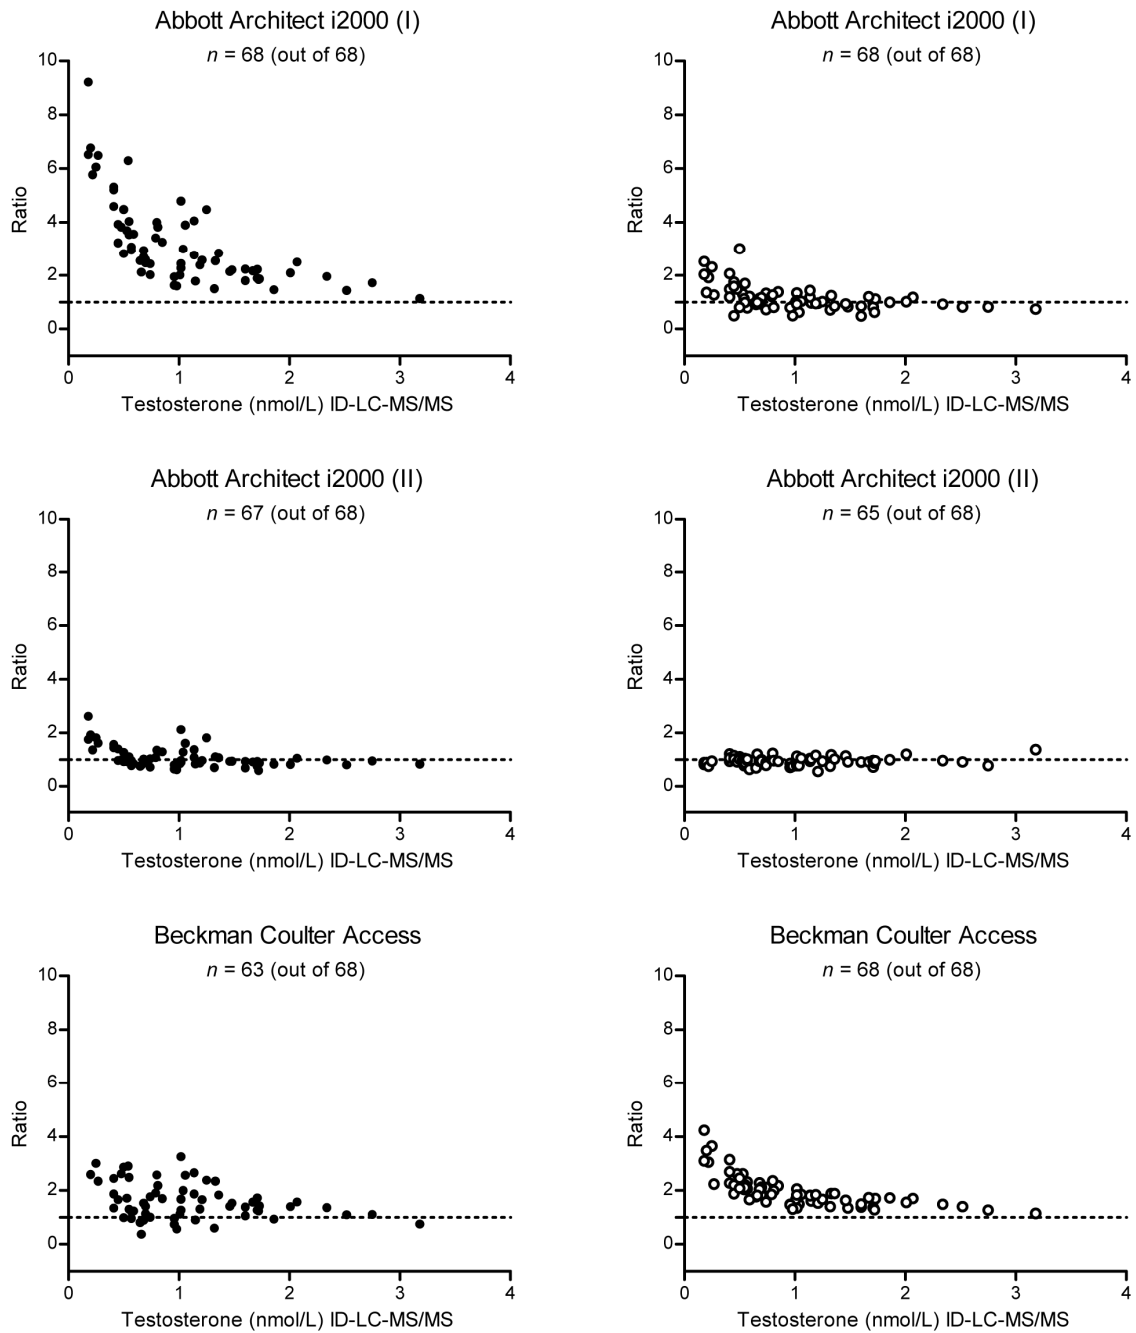 Abbott Architect i2000 (I)
n = 68 (out of 68)
10
8
6
4
2
0
Ratio
0 1 2 3 4
Testosterone (nmol/L) ID-LC-MS/MS
Abbott Architect i2000 (I)
n = 68 (out of 68)
10
8
6
4
2
0
Ratio
0 1 2 3 4
Testosterone (nmol/L) ID-LC-MS/MS
Abbott Architect i2000 (II)
n = 67 (out of 68)
10
8
6
4
2
0
Ratio
0 1 2 3 4
Testosterone (nmol/L) ID-LC-MS/MS
Abbott Architect i2000 (II)
n = 65 (out of 68)
10
8
6
4
2
0
Ratio
0 1 2 3 4
Testosterone (nmol/L) ID-LC-MS/MS
Beckman Coulter Access
n = 63 (out of 68)
10
8
6
4
2
0
Ratio
0 1 2 3 4
Testosterone (nmol/L) ID-LC-MS/MS
Beckman Coulter Access
n = 68 (out of 68)
10
8
6
4
2
0
Ratio
0 1 2 3 4
Testosterone (nmol/L) ID-LC-MS/MS